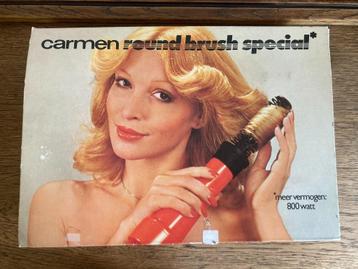 carmen round brush special*
*meer vermogen:
800 watt